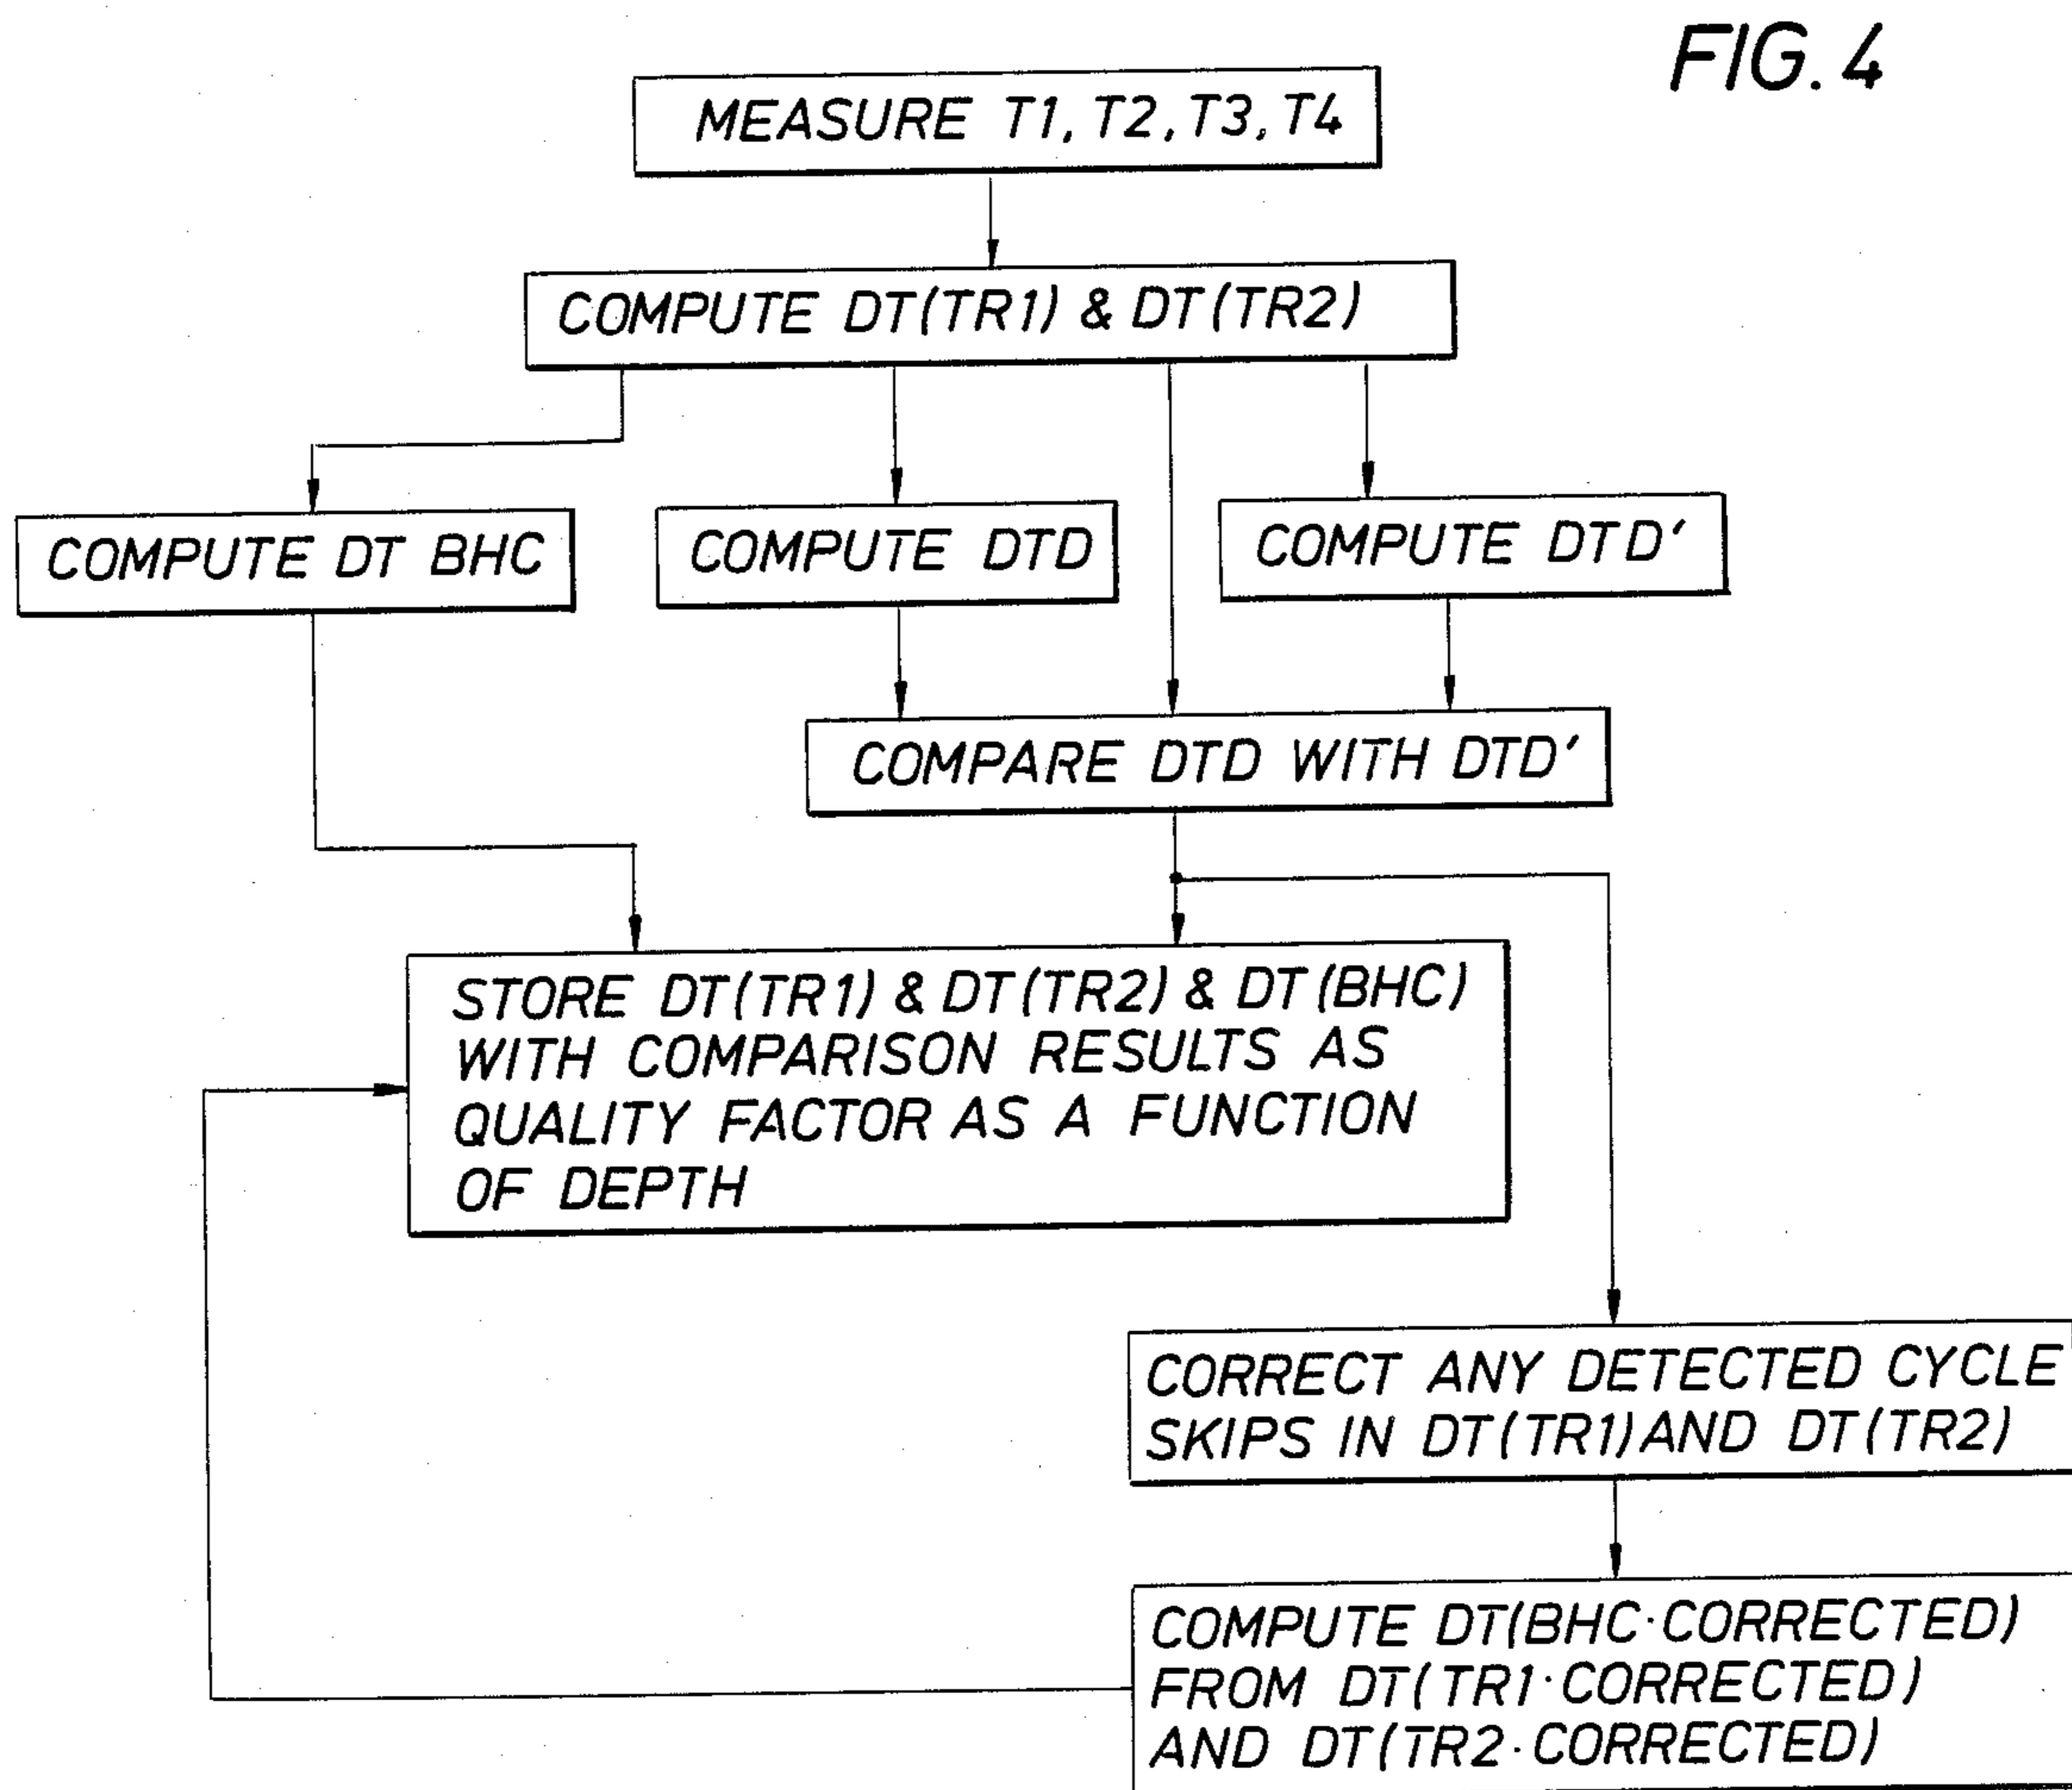 FIG. 4
MEASURE T1, T2, T3, T4
COMPUTE DT(TR1) & DT(TR2)
COMPUTE DT BHC
COMPUTE DTD
COMPUTE DTD'
COMPARE DTD WITH DTD'
STORE DT(TR1) & DT(TR2) & DT(BHC)
WITH COMPARISON RESULTS AS
QUALITY FACTOR AS A FUNCTION
OF DEPTH
CORRECT ANY DETECTED CYCLE
SKIPS IN DT(TR1) AND DT(TR2)
COMPUTE DT(BHC·CORRECTED)
FROM DT(TR1·CORRECTED)
AND DT(TR2·CORRECTED)